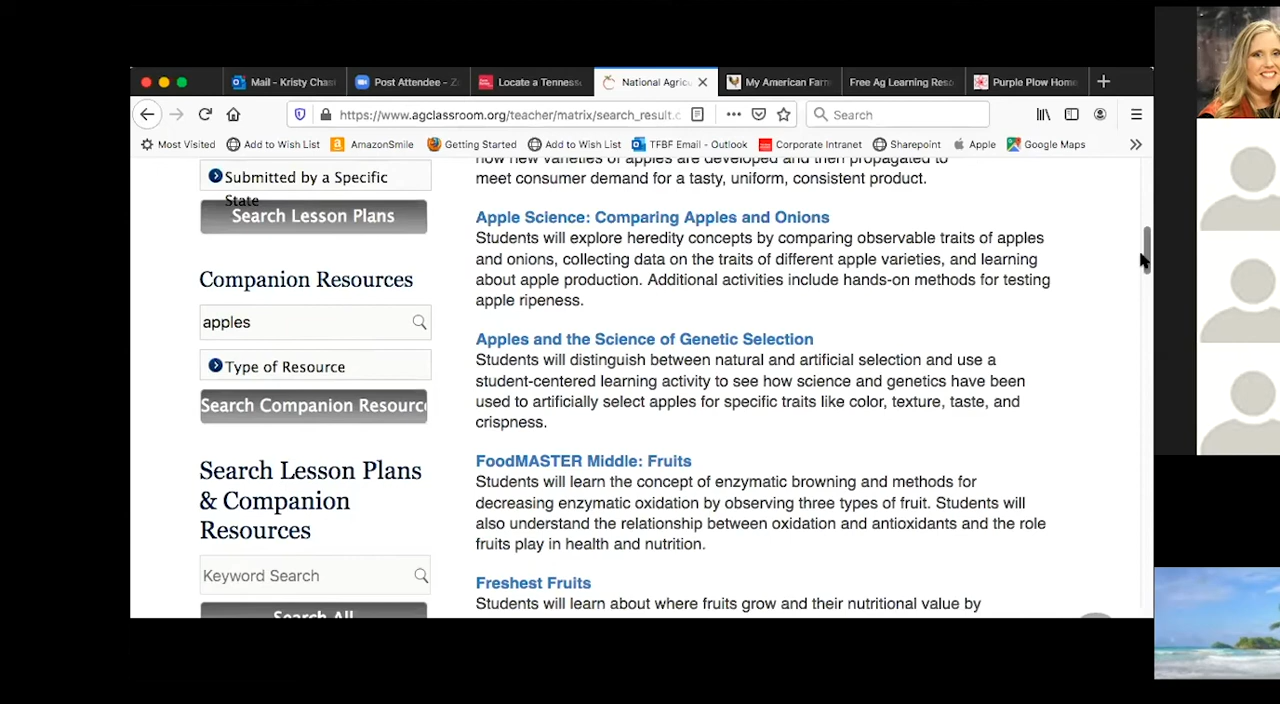 Mail - Kristy Chas
Post Attendee - Z
Locate a Tennesse
National Agricu
My American Farm
Free Ag Learning Reso
Purple Plow Home
https://www.agclassroom.org/teacher/matrix/search_result.c
Search
Most Visited
Add to Wish List
AmazonSmile
Getting Started
Add to Wish List
TFBF Email - Outlook
Corporate Intranet
Sharepoint
Apple
Google Maps
Submitted by a Specific
State
Search Lesson Plans
Companion Resources
apples
Type of Resource
Search Companion Resourc
Search Lesson Plans
& Companion
Resources
Keyword Search
Search All
how new varieties of apples are developed and then propagated to
meet consumer demand for a tasty, uniform, consistent product.
Apple Science: Comparing Apples and Onions
Students will explore heredity concepts by comparing observable traits of apples
and onions, collecting data on the traits of different apple varieties, and learning
about apple production. Additional activities include hands-on methods for testing
apple ripeness.
Apples and the Science of Genetic Selection
Students will distinguish between natural and artificial selection and use a
student-centered learning activity to see how science and genetics have been
used to artificially select apples for specific traits like color, texture, taste, and
crispness.
FoodMASTER Middle: Fruits
Students will learn the concept of enzymatic browning and methods for
decreasing enzymatic oxidation by observing three types of fruit. Students will
also understand the relationship between oxidation and antioxidants and the role
fruits play in health and nutrition.
Freshest Fruits
Students will learn about where fruits grow and their nutritional value by